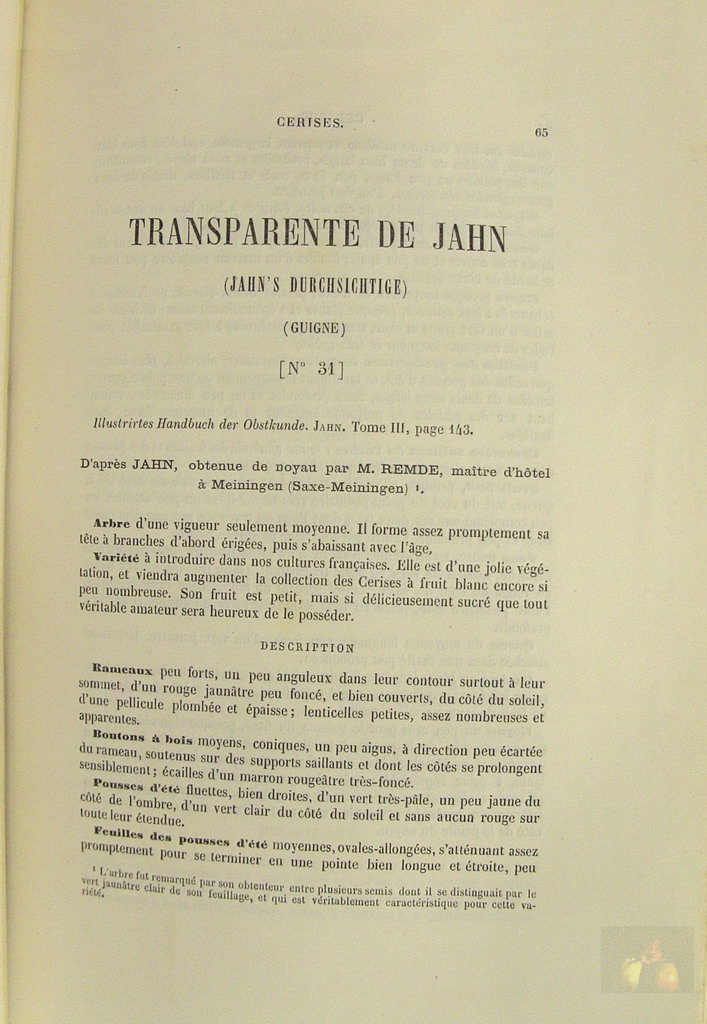 CERISES.
65
TRANSPARENTE DE JAHN
(JAHN'S DURCHSICHTIGE)
(GUIGNE)
[N° 31]
Illustrirtes Handbuch der Obstkunde. JAHN. Tome III, page 143.
D'après JAHN, obtenue de noyau par M. REMDE, maître d'hôtel
à Meiningen (Saxe-Meiningen) ¹.
Arbre d'une vigueur seulement moyenne. Il forme assez promptement sa
tête à branches d'abord érigées, puis s'abaissant avec l'âge.
Variété à introduire dans nos cultures françaises. Elle est d'une jolie végé-
tation, et viendra augmenter la collection des Cerises à fruit blanc encore si
peu nombreuse. Son fruit est petit, mais si délicieusement sucré que tout
véritable amateur sera heureux de le posséder.
DESCRIPTION
Rameaux peu forts, un peu anguleux dans leur contour surtout à leur
sommet, d'un rouge jaunâtre peu foncé, et bien couverts, du côté du soleil,
d'une pellicule plombée et épaisse; lenticelles petites, assez nombreuses et
apparentes.
Boutons à bois moyens, coniques, un peu aigus, à direction peu écartée
du rameau, soutenus sur des supports saillants et dont les côtés se prolongent
sensiblement; écailles d'un marron rougeâtre très-foncé.
Pousses d'été fluettes, bien droites, d'un vert très-pâle, un peu jaune du
côté de l'ombre, d'un vert clair du côté du soleil et sans aucun rouge sur
toute leur étendue.
Feuilles des pousses d'été moyennes, ovales-allongées, s'atténuant assez
promptement pour se terminer en une pointe bien longue et étroite, peu
¹ L'arbre fut remarqué par son obtenteur entre plusieurs semis dont il se distinguait par le
vert jaunâtre clair de son feuillage, et qui est véritablement caractéristique pour cette va-
riété.